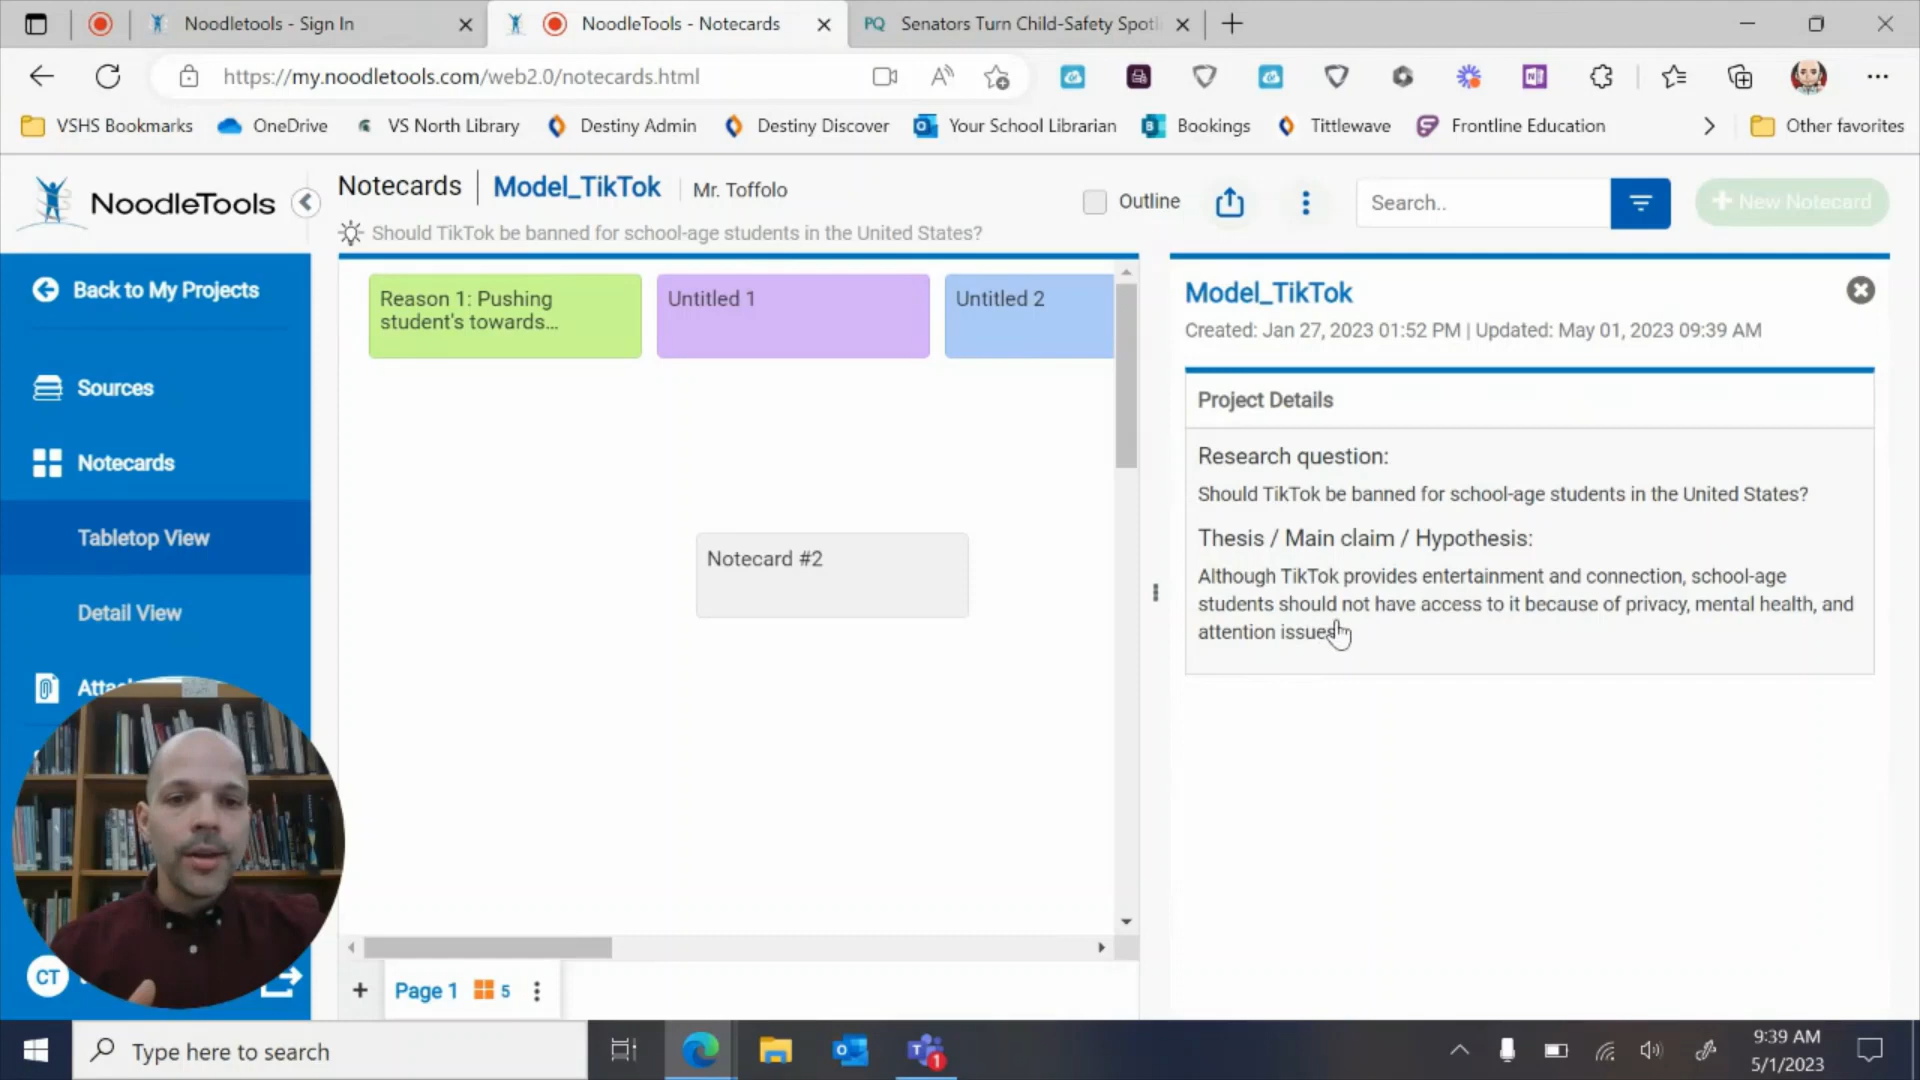 Noodletools - Sign In
NoodleTools - Notecards
PQ Senators Turn Child-Safety Spotl
https://my.noodletools.com/web2.0/notecards.html
VSHS Bookmarks
OneDrive
VS North Library
Destiny Admin
Destiny Discover
Your School Librarian
Bookings
Tittlewave
Frontline Education
Other favorites
NoodleTools
Notecards
Model_TikTok
Mr. Toffolo
Should TikTok be banned for school-age students in the United States?
Outline
Search..
New Notecard
Back to My Projects
Sources
Notecards
Tabletop View
Detail View
CT
Reason 1: Pushing
student's towards...
Untitled 1
Untitled 2
Notecard #2
Page 1
5
Model_TikTok
Created: Jan 27, 2023 01:52 PM | Updated: May 01, 2023 09:39 AM
Project Details
Research question:
Should TikTok be banned for school-age students in the United States?
Thesis / Main claim / Hypothesis:
Although TikTok provides entertainment and connection, school-age
students should not have access to it because of privacy, mental health, and
attention issues
Type here to search
1
9:39 AM
5/1/2023